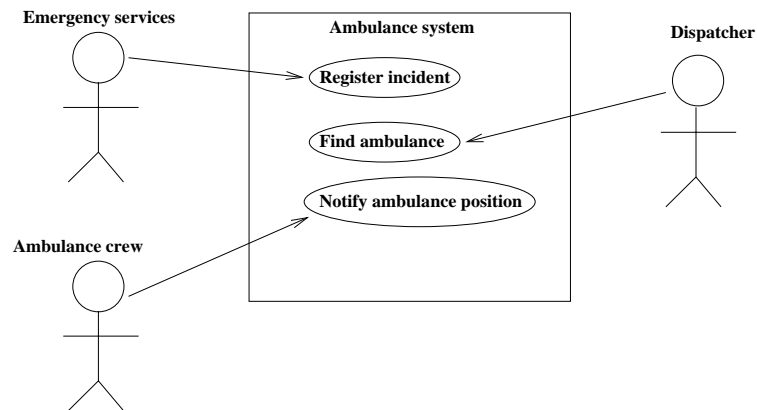 Emergency services
Ambulance system
Dispatcher
Register incident
Find ambulance
Notify ambulance position
Ambulance crew